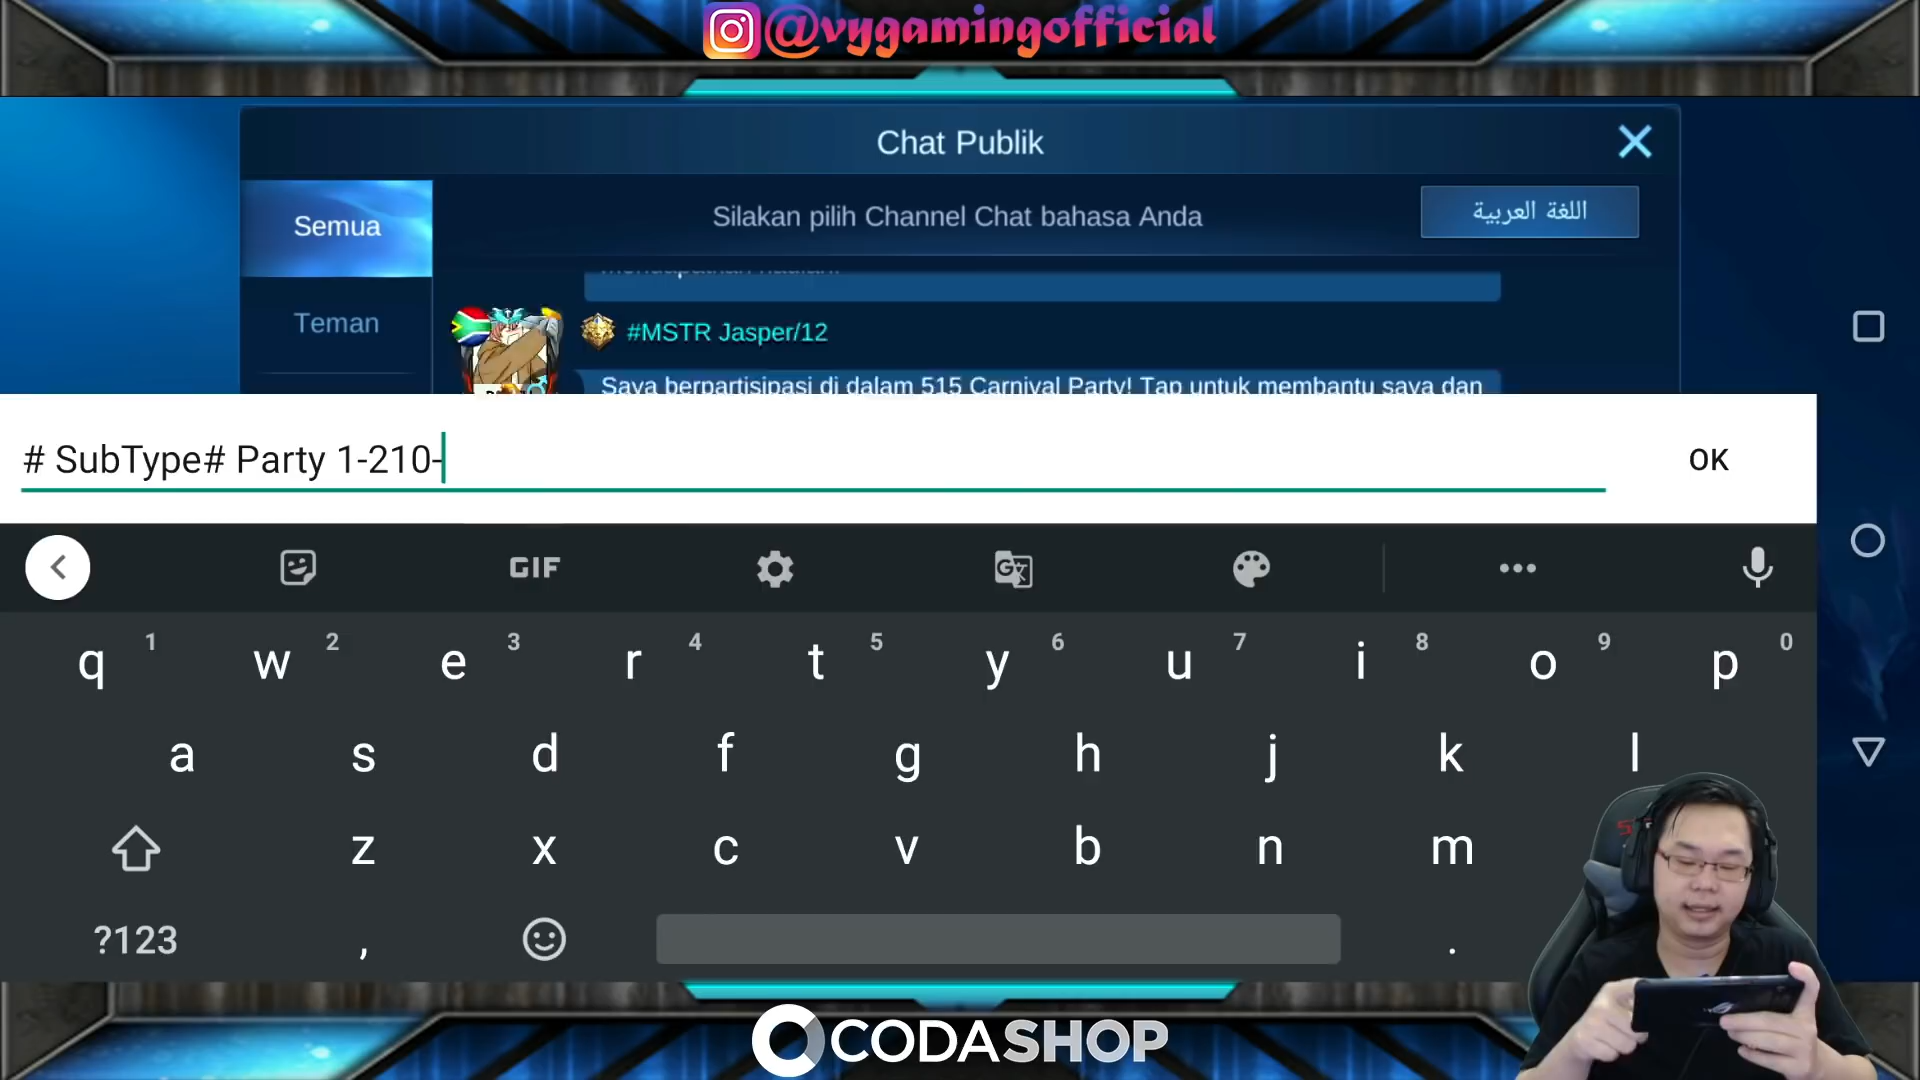 @vygamingofficial
Chat Publik
Semua
Silakan pilih Channel Chat bahasa Anda
اللغة العربية
Teman
#MSTR Jasper/12
Saya berpartisipasi di dalam 515 Carnival Party! Tap untuk membantu saya dan
# SubType# Party 1-210-
OK
GIF
q 1 w 2 e 3 r 4 t 5 y 6 u 7 i 8 o 9 p 0
a s d f g h j k l
z x c v b n m
?123 , .
CODASHOP